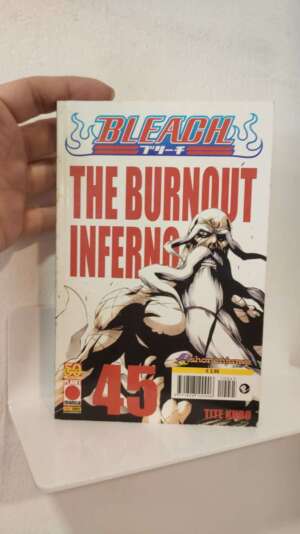 BLEACH
ブリーチ
THE BURNOUT
INFERNO
45
TITE KUBO